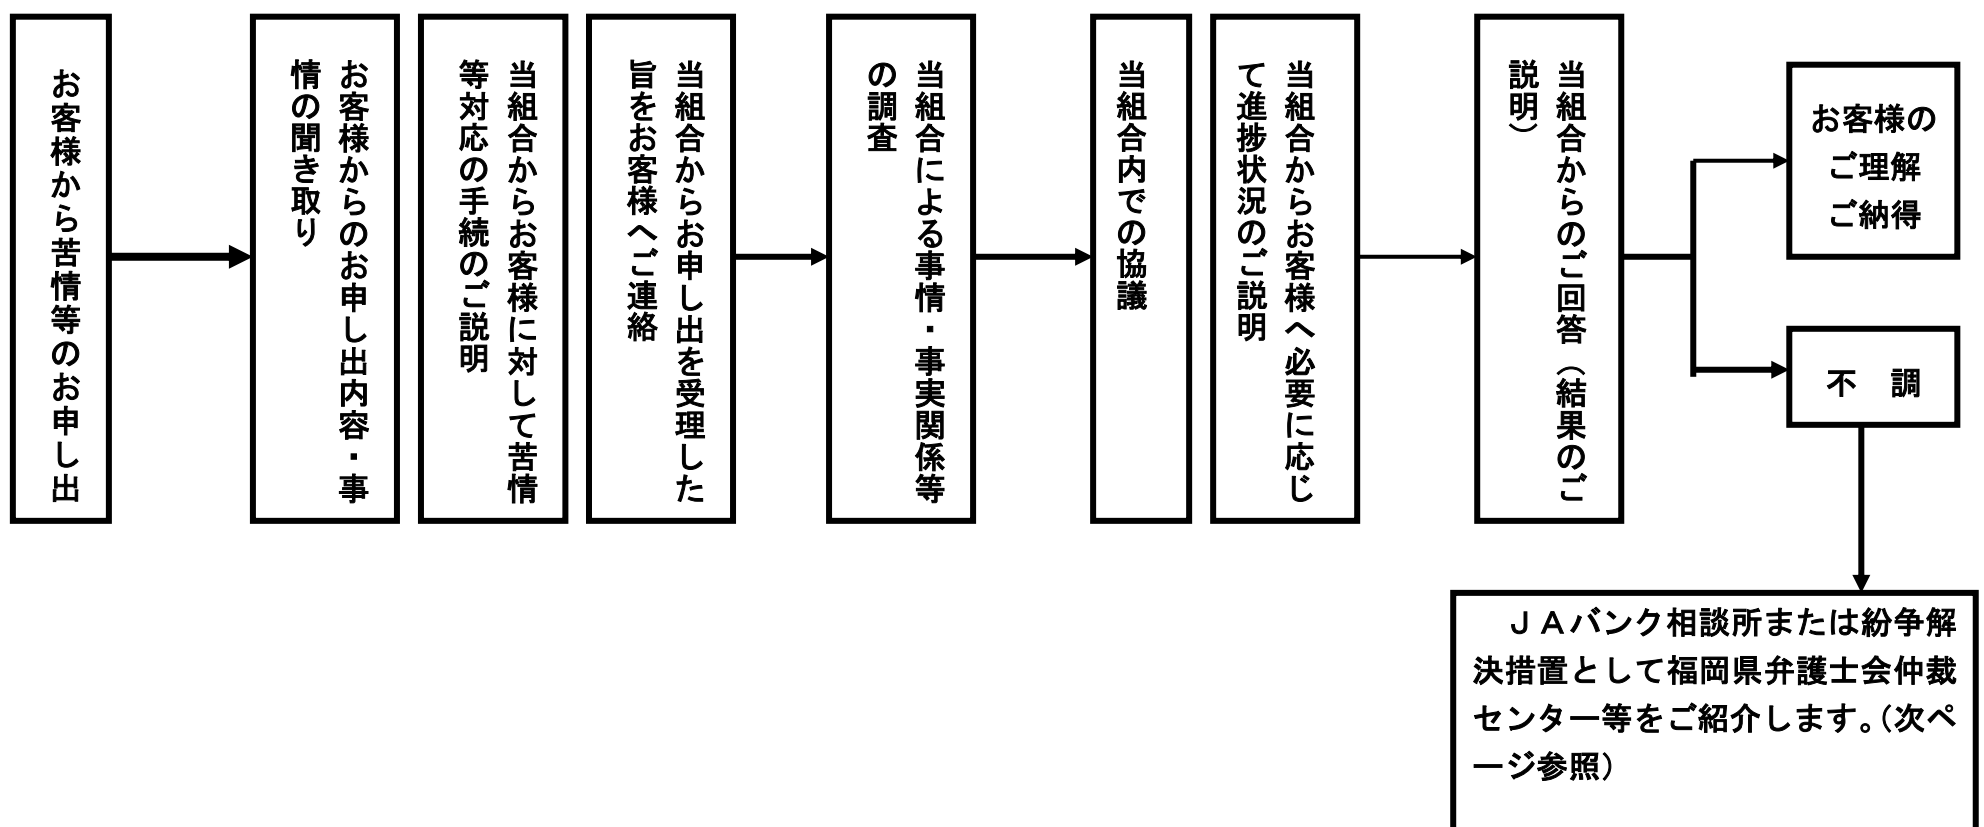 お客様から苦情等のお申し出
お客様からのお申し出内容・事
情の聞き取り
当組合からお客様に対して苦情
等対応の手続のご説明
当組合からお申し出を受理した
旨をお客様へご連絡
当組合による事情・事実関係等
の調査
当組合内での協議
当組合からお客様へ必要に応じ
て進捗状況のご説明
当組合からのご回答（結果のご
説明）
お客様の
ご理解
ご納得
不　調
ＪＡバンク相談所または紛争解
決措置として福岡県弁護士会仲裁
センター等をご紹介します。（次ペ
ージ参照）